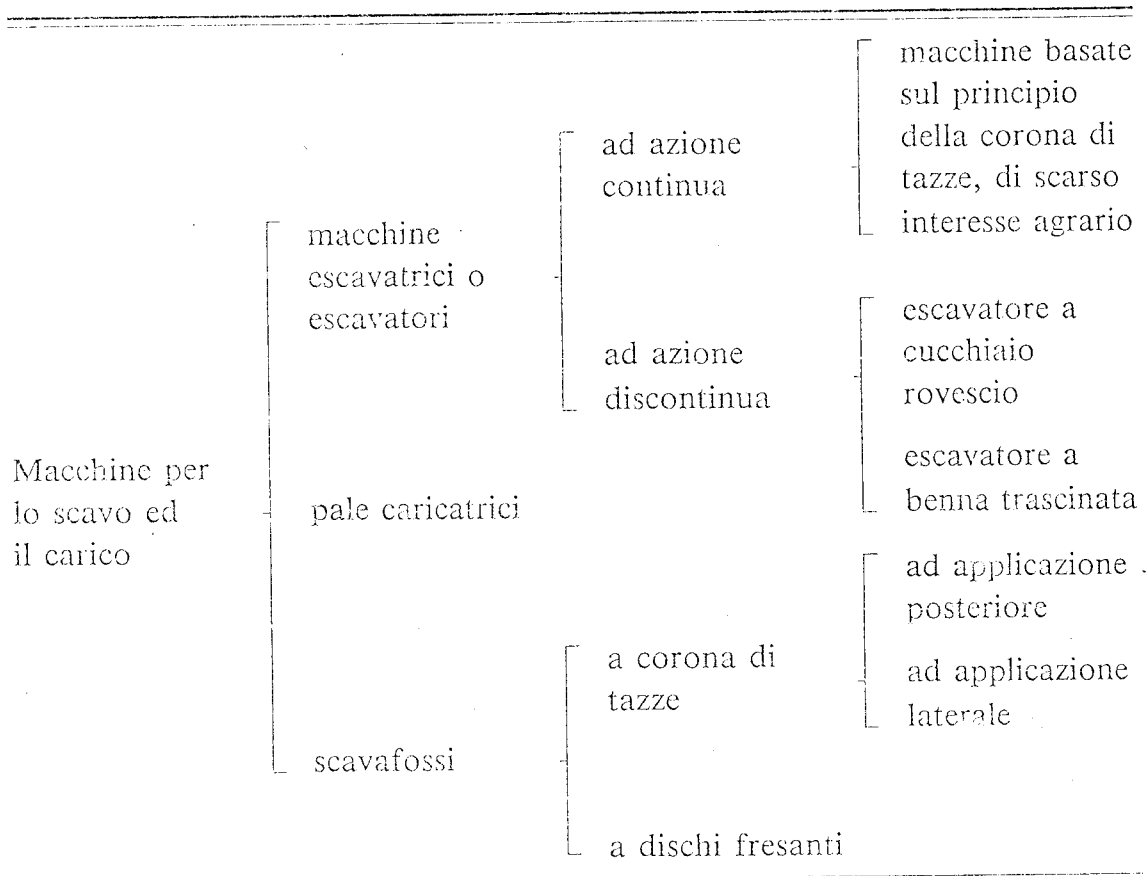 Macchine per
lo scavo ed
il carico
macchine
escavatrici o
escavatori
ad azione
continua
macchine basate
sul principio
della corona di
tazze, di scarso
interesse agrario
ad azione
discontinua
escavatore a
cucchiaio
rovescio
escavatore a
benna trascinata
pale caricatrici
scavafossi
a corona di
tazze
ad applicazione
posteriore
ad applicazione
laterale
a dischi fresanti